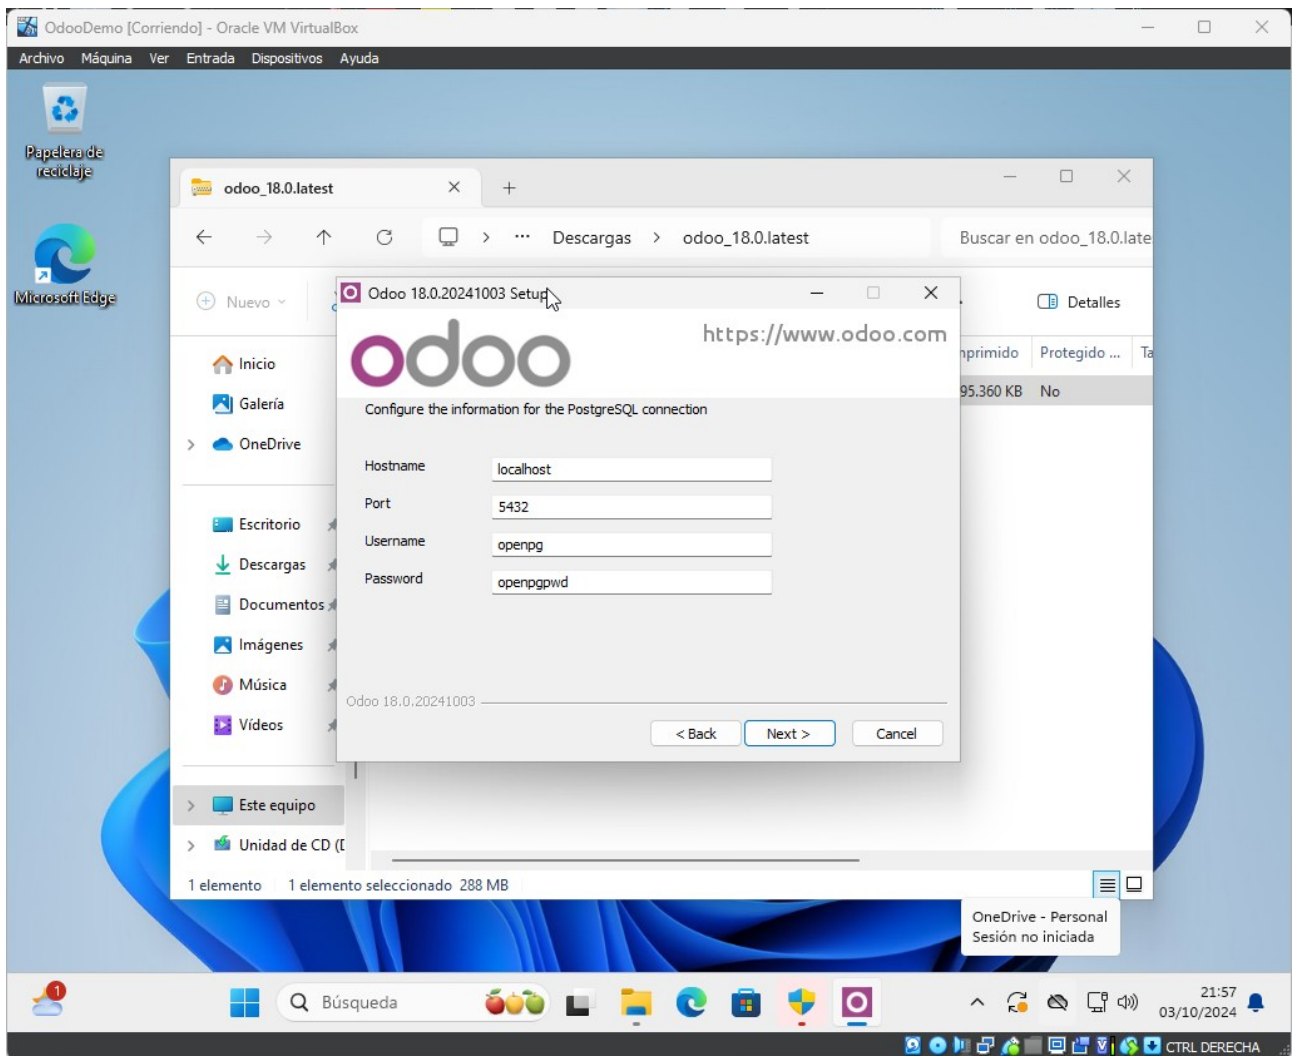 OdooDemo [Corriendo] - Oracle VM VirtualBox
Archivo Máquina Ver Entrada Dispositivos Ayuda
Papelera de
reciclaje
Microsoft Edge
odoo_18.0.latest
Descargas > odoo_18.0.latest
Buscar en odoo_18.0.late
Nuevo
Detalles
Inicio
Galería
OneDrive
Escritorio
Descargas
Documentos
Imágenes
Música
Vídeos
Este equipo
Unidad de CD (D
nprimido Protegido ... Ta
95.360 KB No
Odoo 18.0.20241003 Setup
odoo
https://www.odoo.com
Configure the information for the PostgreSQL connection
Hostname localhost
Port 5432
Username openpg
Password openpgpwd
Odoo 18.0.20241003
< Back Next > Cancel
1 elemento 1 elemento seleccionado 288 MB
OneDrive - Personal
Sesión no iniciada
1
Búsqueda
21:57
03/10/2024
CTRL DERECHA